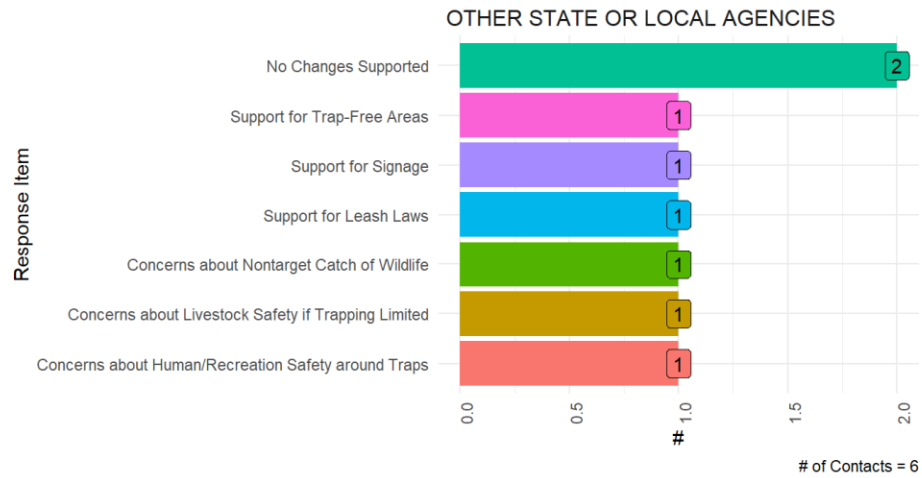 OTHER STATE OR LOCAL AGENCIES
Response Item
No Changes Supported
2
Support for Trap-Free Areas
1
Support for Signage
1
Support for Leash Laws
1
Concerns about Nontarget Catch of Wildlife
1
Concerns about Livestock Safety if Trapping Limited
1
Concerns about Human/Recreation Safety around Traps
1
0.0
0.5
1.0
1.5
2.0
#
# of Contacts = 6